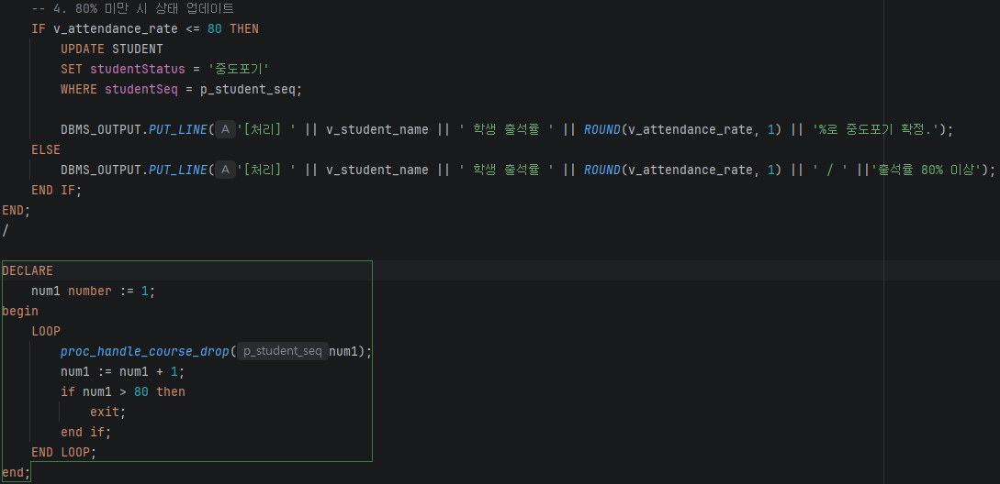 -- 4. 80% 미만 시 상태 업데이트
IF v_attendance_rate <= 80 THEN
UPDATE STUDENT
SET studentStatus = '중도포기'
WHERE studentSeq = p_student_seq;
DBMS_OUTPUT.PUT_LINE( A '[처리] ' || v_student_name || ' 학생 출석률 ' || ROUND(v_attendance_rate, 1) || '%로 중도포기 확정.');
ELSE
DBMS_OUTPUT.PUT_LINE( A '[처리] ' || v_student_name || ' 학생 출석률 ' || ROUND(v_attendance_rate, 1) || ' / ' ||'출석률 80% 이상');
END IF;
END;
/
DECLARE
num1 number := 1;
begin
LOOP
proc_handle_course_drop( p_student_seq num1);
num1 := num1 + 1;
if num1 > 80 then
exit;
end if;
END LOOP;
end;